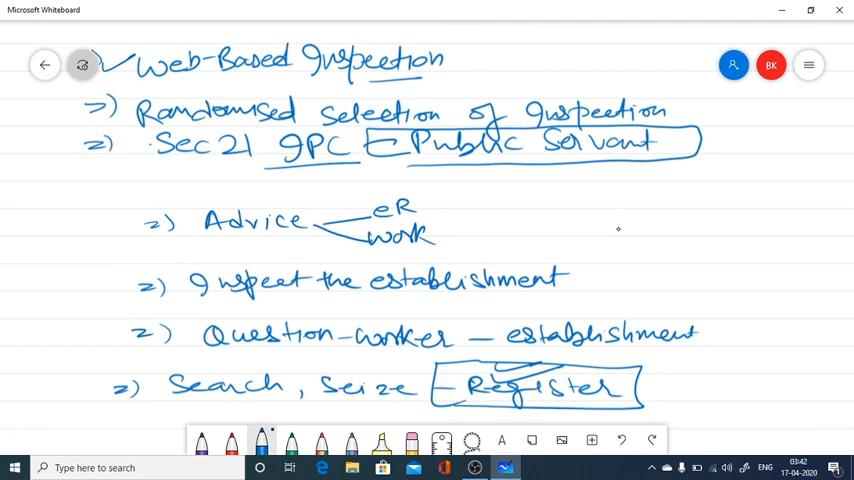 Microsoft Whiteboard
Web-Based Inspection
BK
=>) Randomised selection of Inspection
=>) Sec 21 IPC - Public Servant
=>) Advice eR
work
=>) Inspect the establishment
=>) Question-worker - establishment
=>) Search, Seize - Register
A
Type here to search
ENG
03:42
17-04-2020
1